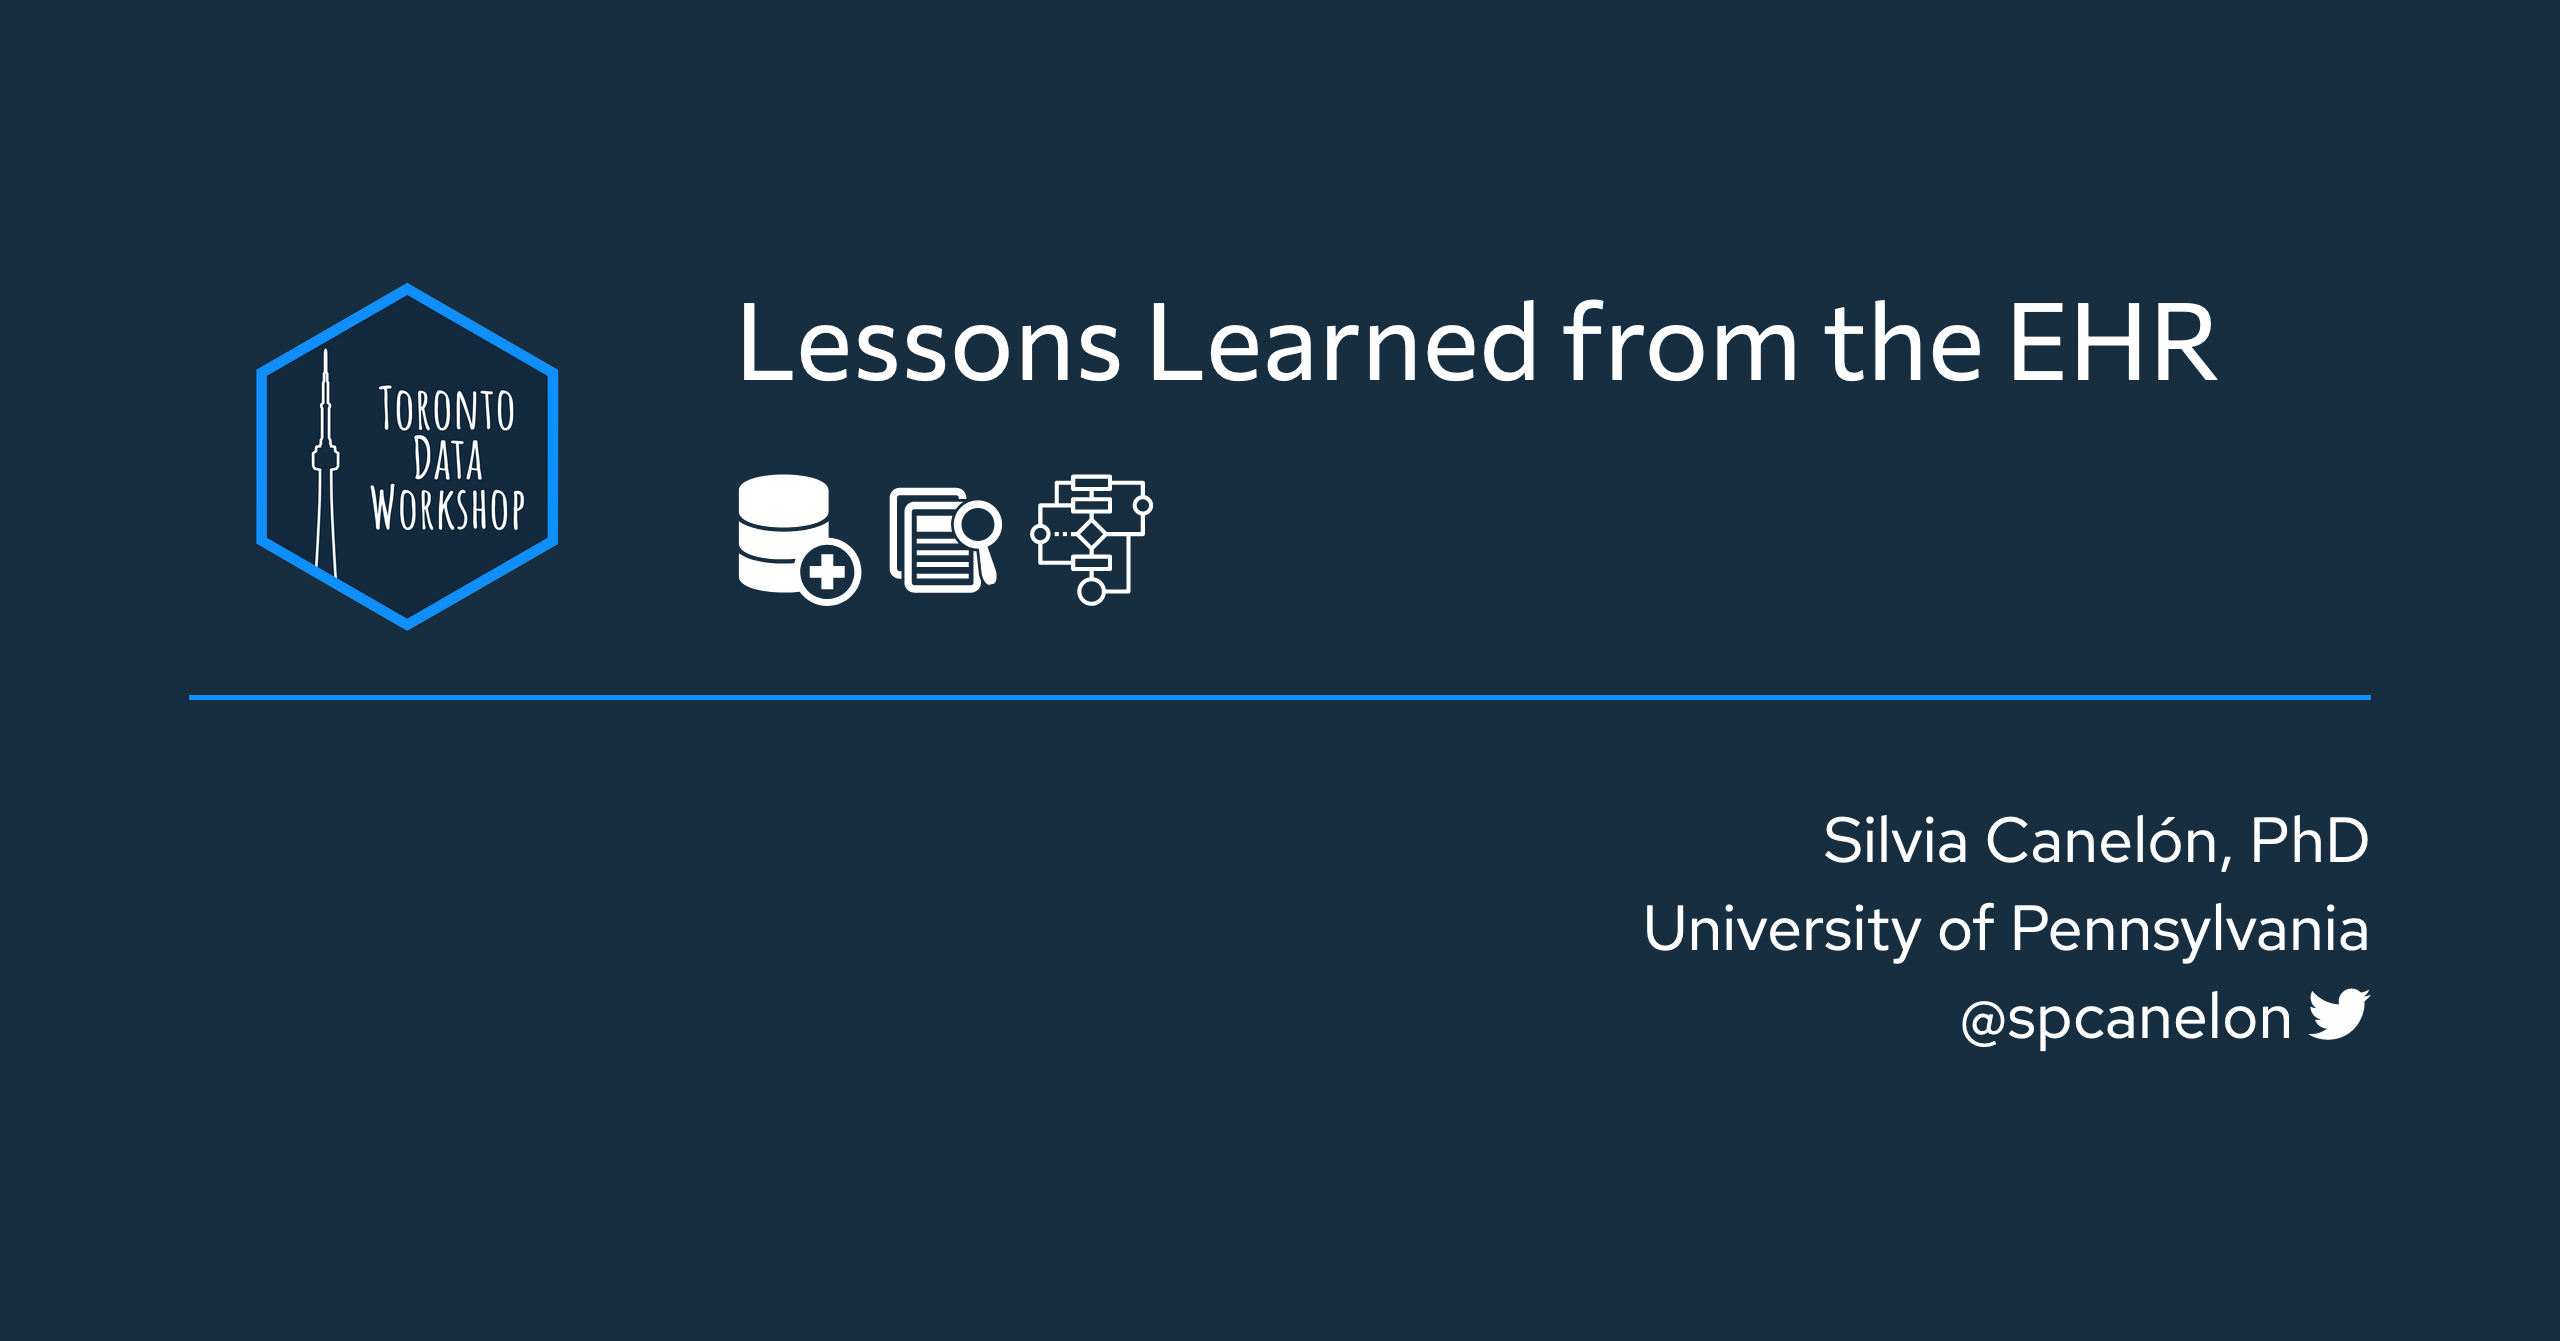 Toronto
Data
Workshop
Lessons Learned from the EHR
Silvia Canelón, PhD
University of Pennsylvania
@spcanelon